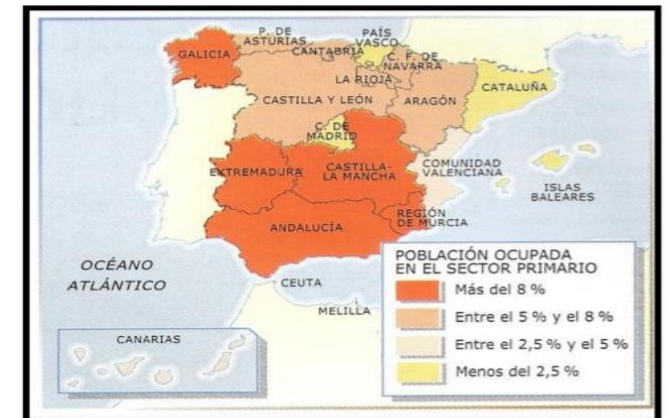 P. DE
ASTURIAS
PAÍS
VASCO
GALICIA
CANTABRIA
C. F. DE
NAVARRA
LA RIOJA
CATALUÑA
CASTILLA Y LEÓN
ARAGÓN
C. DE
MADRID
EXTREMADURA
CASTILLA-
LA MANCHA
COMUNIDAD
VALENCIANA
ISLAS
BALEARES
ANDALUCÍA
REGIÓN
DE MURCIA
OCÉANO
ATLÁNTICO
CEUTA
MELILLA
CANARIAS
POBLACIÓN OCUPADA
EN EL SECTOR PRIMARIO
Más del 8 %
Entre el 5 % y el 8 %
Entre el 2,5 % y el 5 %
Menos del 2,5 %